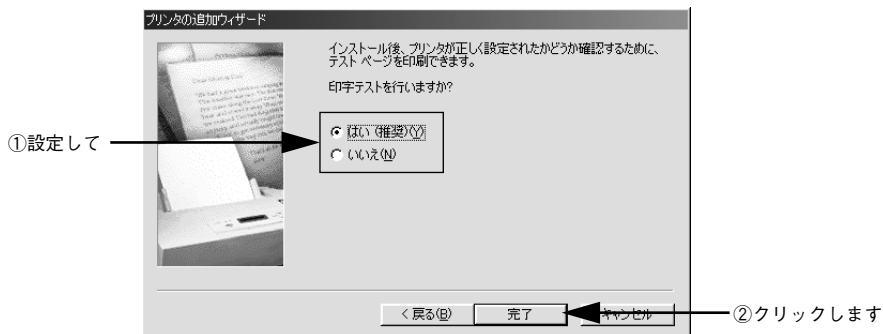 プリンタの追加ウィザード
インストール後、プリンタが正しく設定されたかどうか確認するために、
テスト ページを印刷できます。
印字テストを行いますか?
①設定して
はい (推奨)(Y)
いいえ(N)
< 戻る(B)
完了
キャンセル
②クリックします